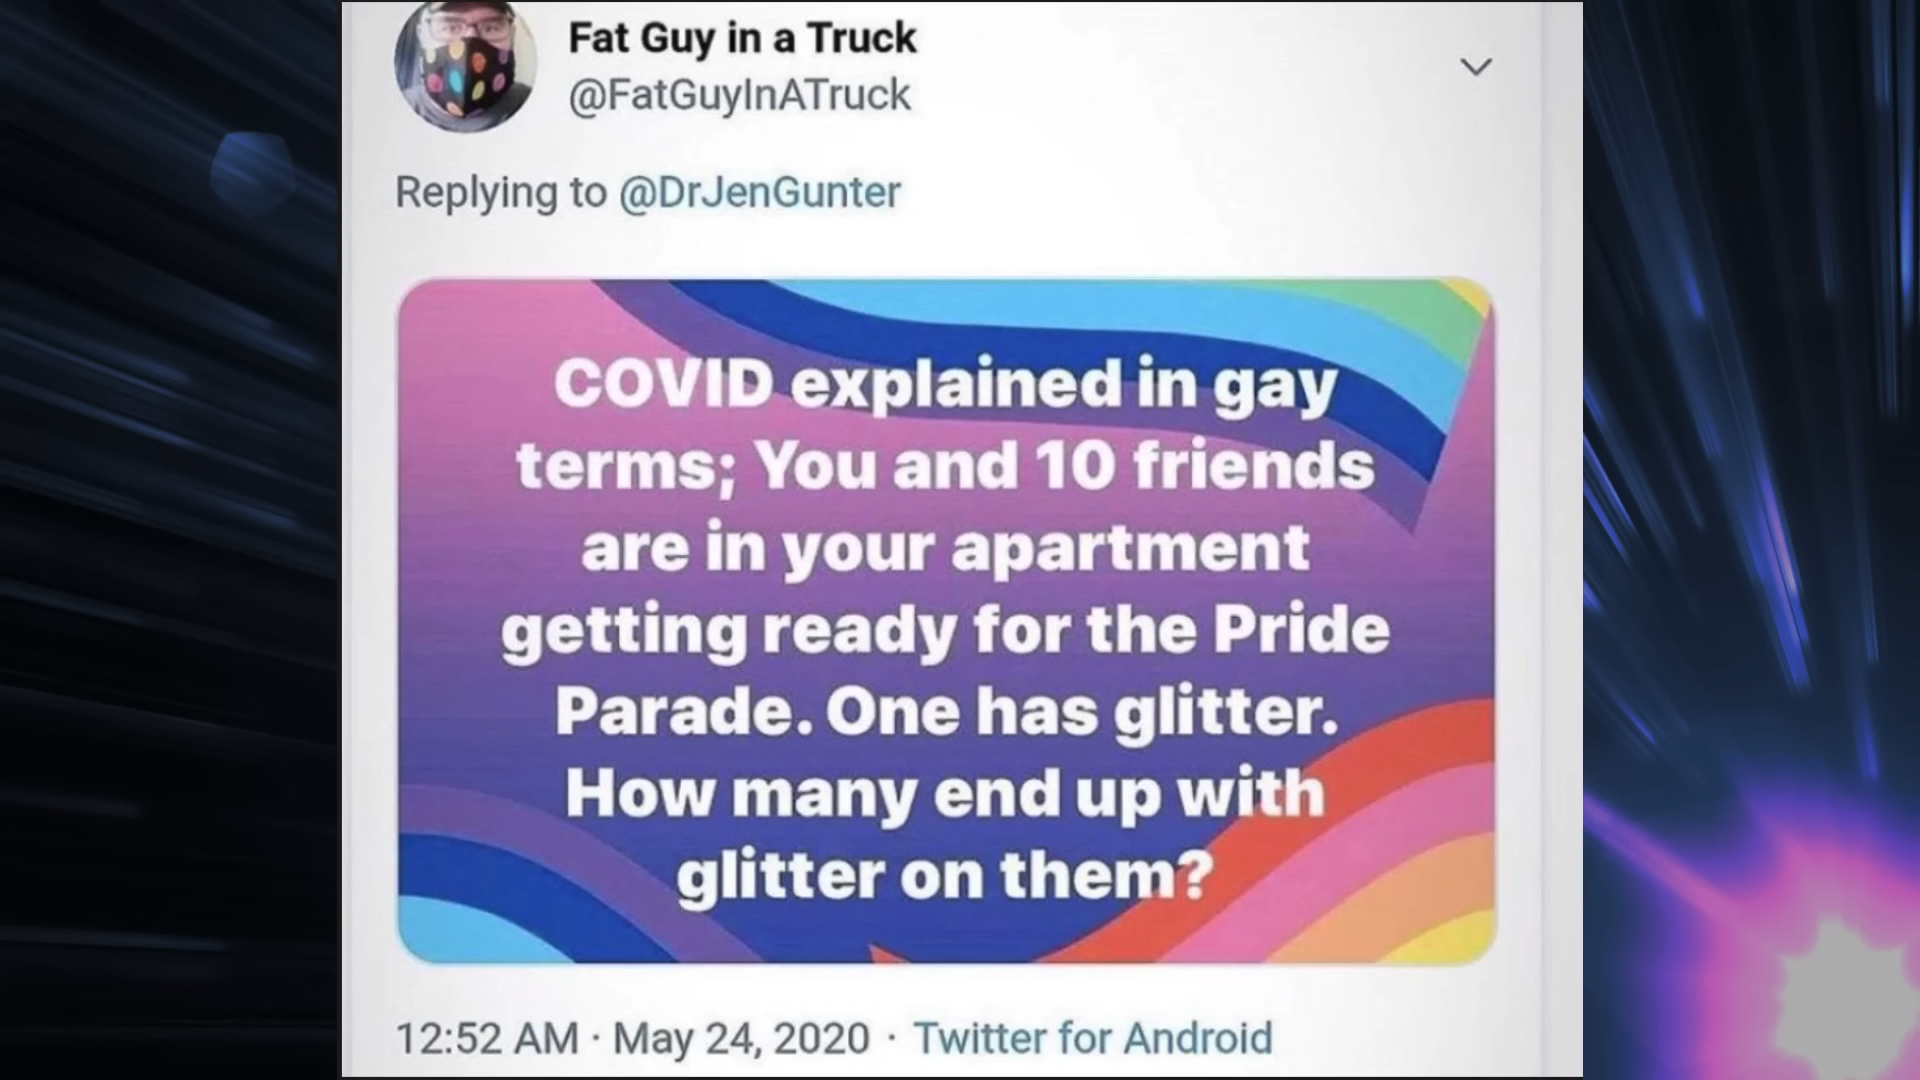 Fat Guy in a Truck
@FatGuyInATruck
Replying to @DrJenGunter
COVID explained in gay
terms; You and 10 friends
are in your apartment
getting ready for the Pride
Parade. One has glitter.
How many end up with
glitter on them?
12:52 AM · May 24, 2020 · Twitter for Android